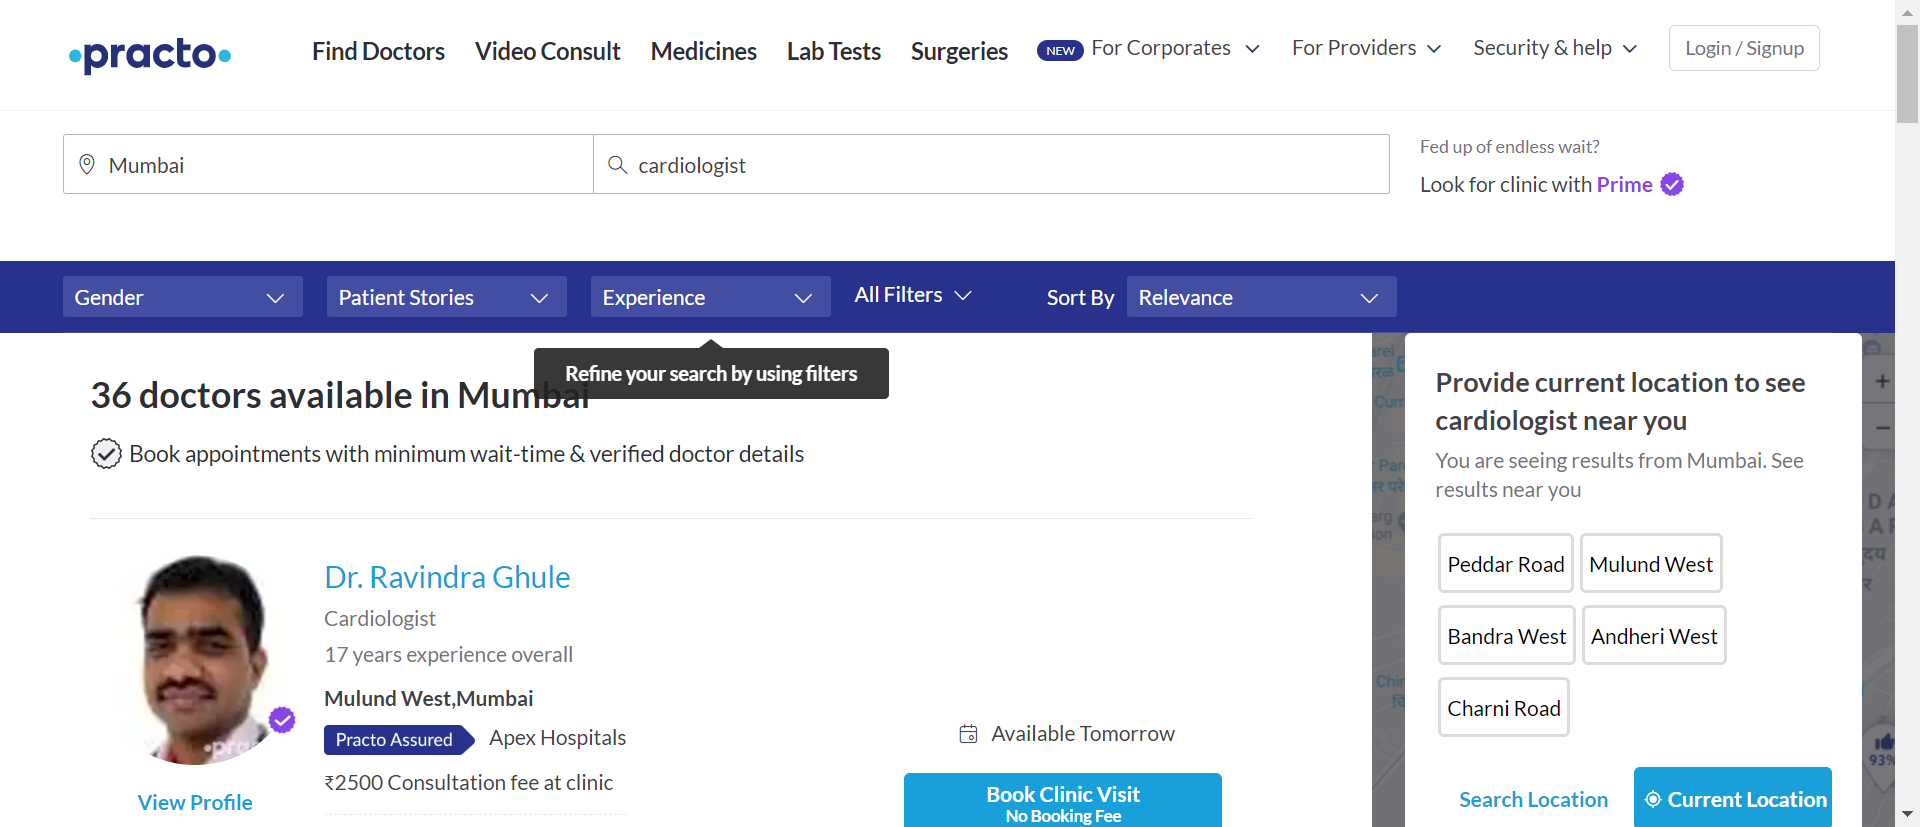 practo
Find Doctors
Video Consult
Medicines
Lab Tests
Surgeries
NEW For Corporates
For Providers
Security & help
Login / Signup
Mumbai
cardiologist
Fed up of endless wait?
Look for clinic with Prime
Gender
Patient Stories
Experience
All Filters
Sort By
Relevance
Refine your search by using filters
36 doctors available in Mumbai
Book appointments with minimum wait-time & verified doctor details
Dr. Ravindra Ghule
Cardiologist
17 years experience overall
Mulund West,Mumbai
Practo Assured
Apex Hospitals
₹2500 Consultation fee at clinic
View Profile
Available Tomorrow
Book Clinic Visit
No Booking Fee
Provide current location to see
cardiologist near you
You are seeing results from Mumbai. See
results near you
Peddar Road
Mulund West
Bandra West
Andheri West
Charni Road
Search Location
Current Location
93%